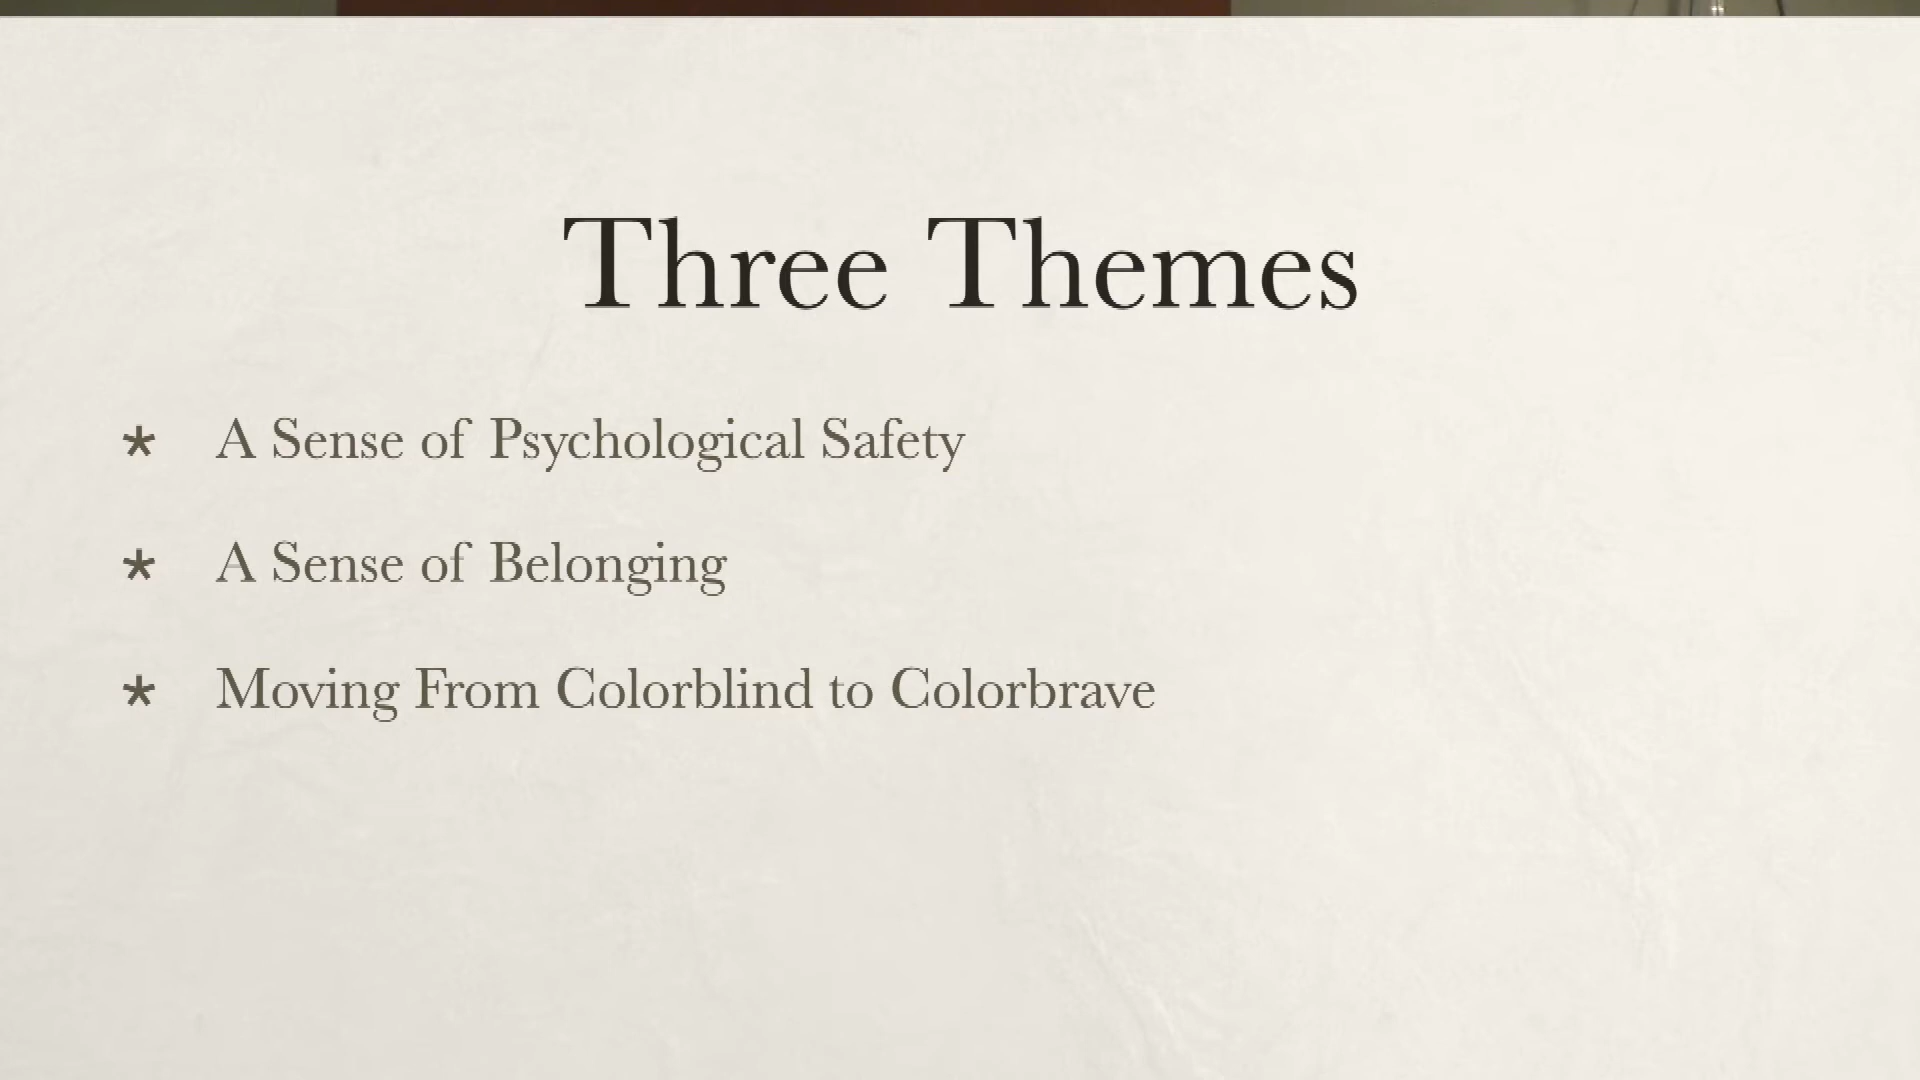 Three Themes
* A Sense of Psychological Safety
* A Sense of Belonging
* Moving From Colorblind to Colorbrave